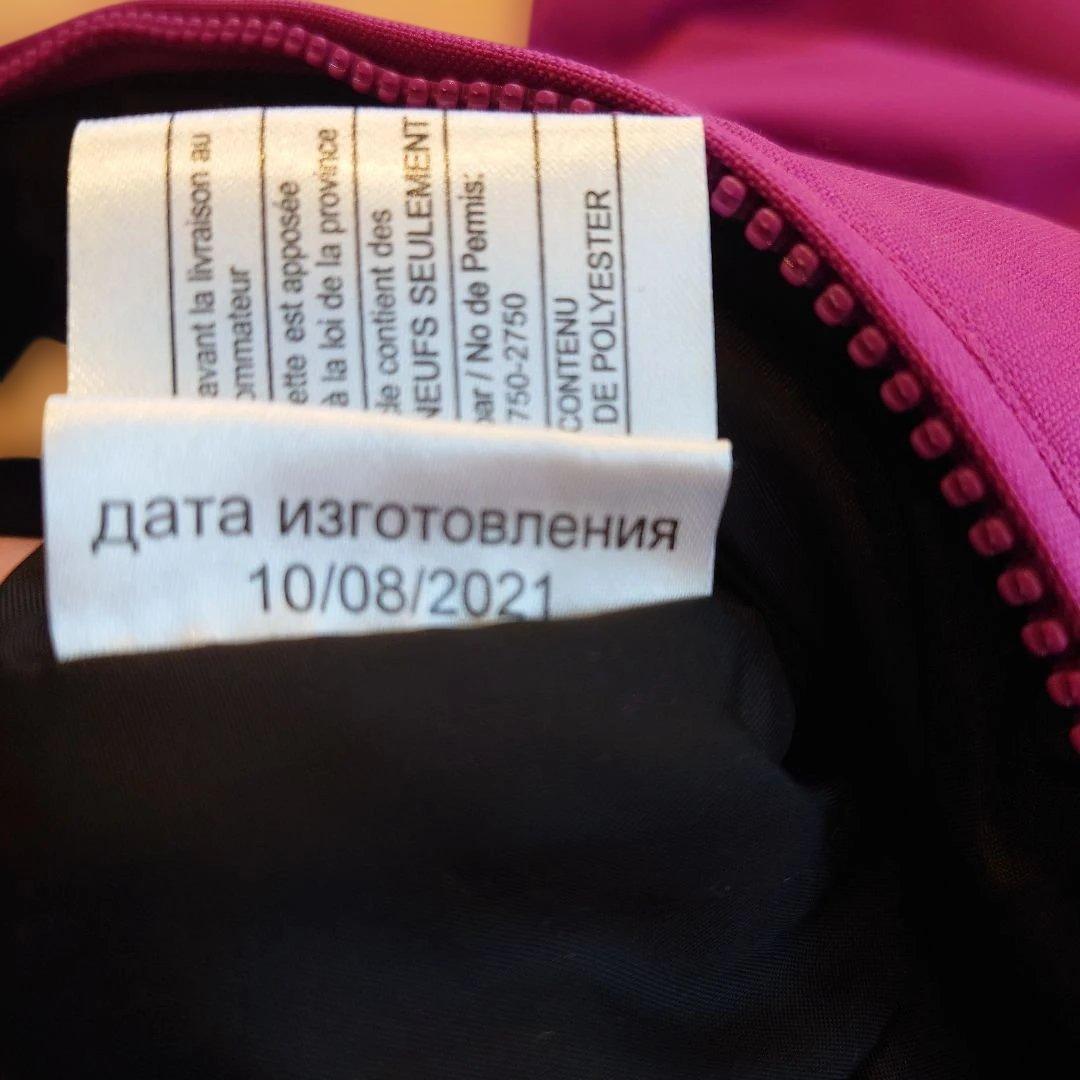 avant la livraison au
ommateur
ette est apposée
à la loi de la province
de contient des
NEUFS SEULEMENT
par / No de Permis:
750-2750
CONTENU
DE POLYESTER
дата изготовления
10/08/2021